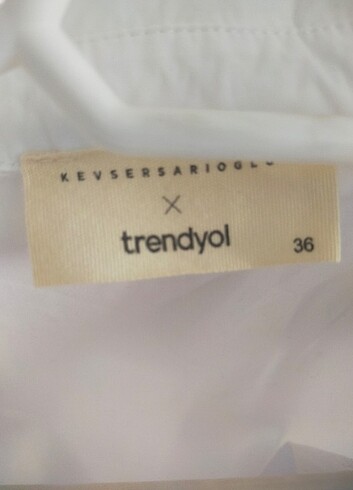 KEVSERSARIOGLU
X
trendyol
36